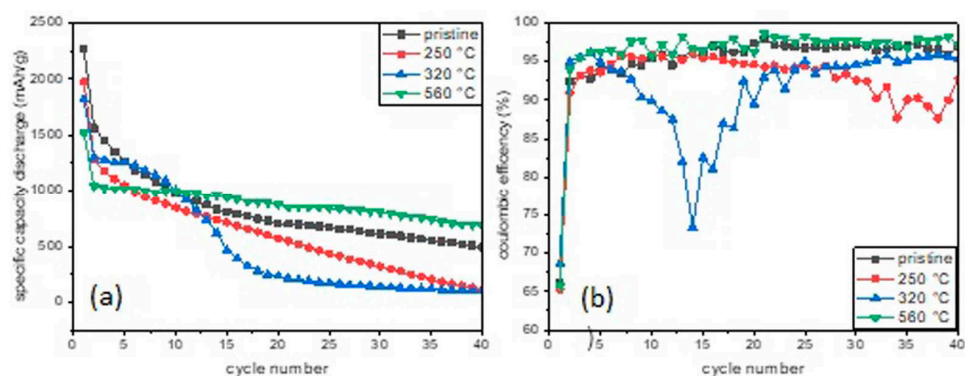 2500
2000
1500
1000
500
0
0 5 10 15 20 25 30 35 40
specific capacity discharge (mAh/g)
cycle number
pristine
250 °C
320 °C
560 °C
(a)
100
95
90
85
80
75
70
65
60
0 5 10 15 20 25 30 35 40
coulombic efficency (%)
cycle number
pristine
250 °C
320 °C
560 °C
(b)